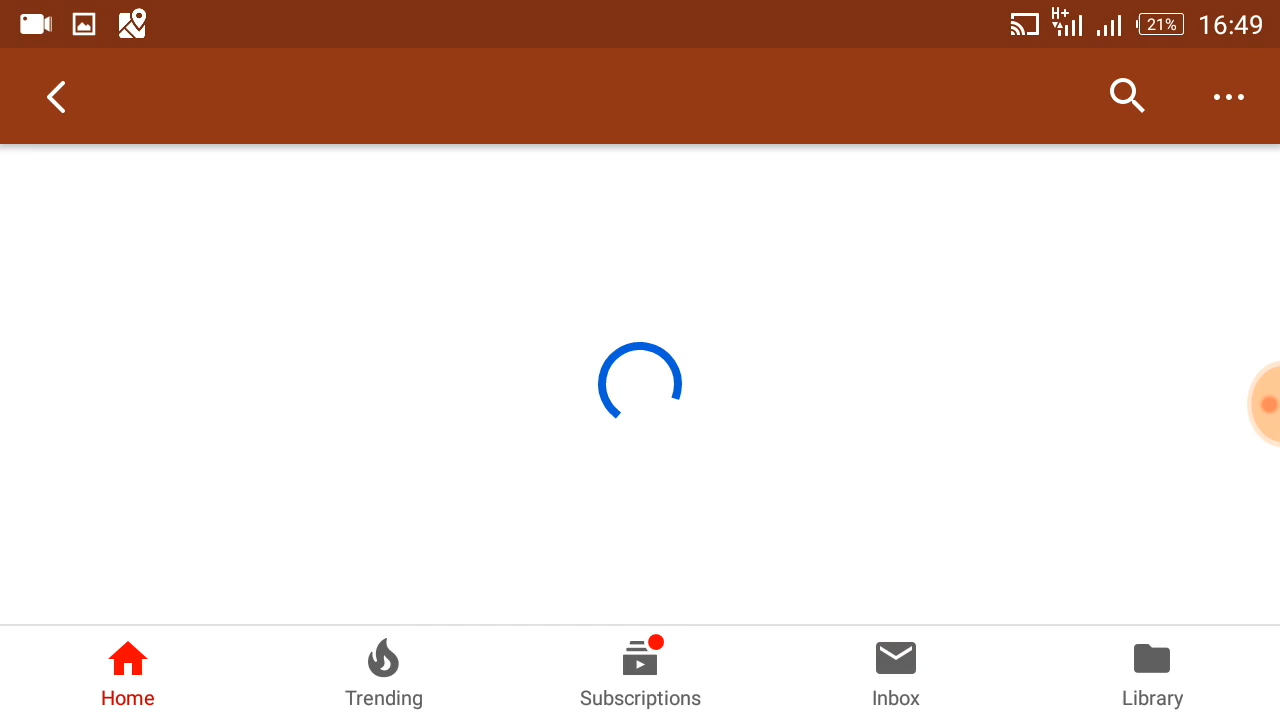 H+
21%
16:49
Home
Trending
Subscriptions
Inbox
Library